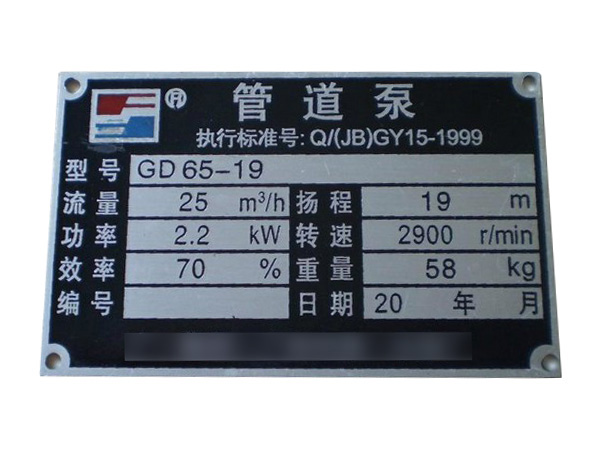 ® 管道泵
执行标准号: Q/(JB)GY15-1999
型号 GD 65-19
流量 25 m³/h 扬程 19 m
功率 2.2 kW 转速 2900 r/min
效率 70 % 重量 58 kg
编号 日期 20 年 月